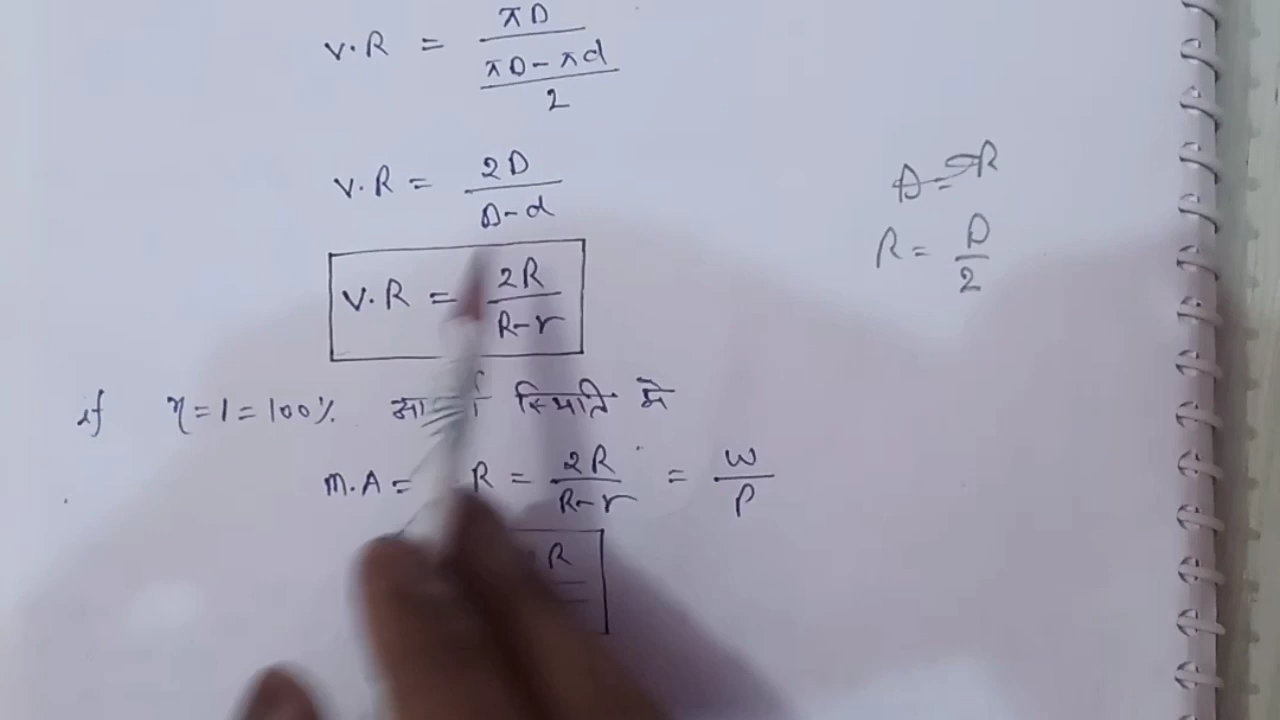 V.R = πD / (πD - πd / 2)
V.R = 2D / D-d
D = 2R
R = D/2
V.R = 2R / R-r
if η = 1 = 100% स्थिति मे
M.A = R = 2R / R-r = W / P
R